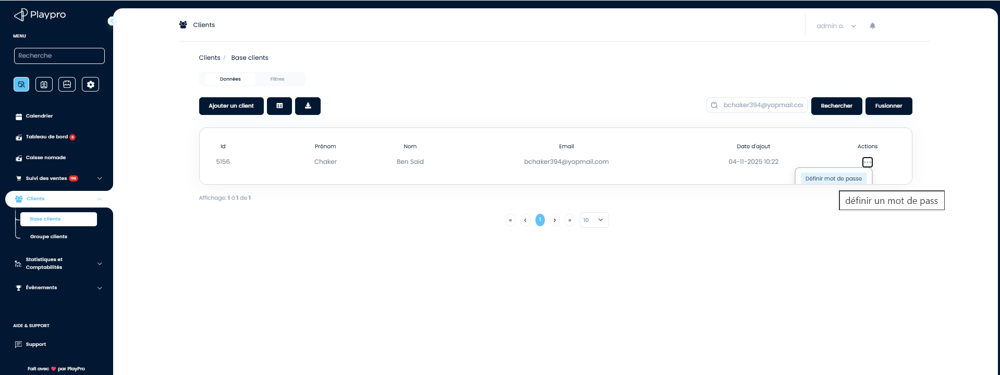 Playpro
MENU
Recherche
Calendrier
Tableau de bord 0
Caisse nomade
Suivi des ventes 198
Clients
Base clients
Groupe clients
Statistiques et
Comptabilités
Évènements
AIDE & SUPPORT
Support
Fait avec ❤ par PlayPro
Clients
admin a.
Clients / Base clients
Données Filtres
Ajouter un client
bchaker394@yopmail.co
Rechercher
Fusionner
Id Prénom Nom Email Date d'ajout Actions
5156 Chaker Ben Said bchaker394@yopmail.com 04-11-2025 10:22 ...
Définir mot de passe
définir un mot de pass
Affichage: 1 à 1 de 1
« ‹ 1 › » 10